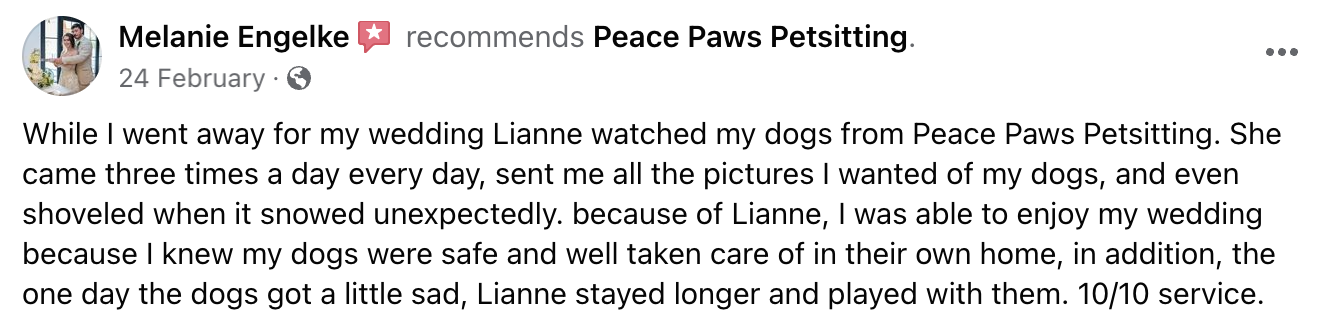 Melanie Engelke recommends Peace Paws Petsitting.
24 February ·
While I went away for my wedding Lianne watched my dogs from Peace Paws Petsitting. She
came three times a day every day, sent me all the pictures I wanted of my dogs, and even
shoveled when it snowed unexpectedly. because of Lianne, I was able to enjoy my wedding
because I knew my dogs were safe and well taken care of in their own home, in addition, the
one day the dogs got a little sad, Lianne stayed longer and played with them. 10/10 service.